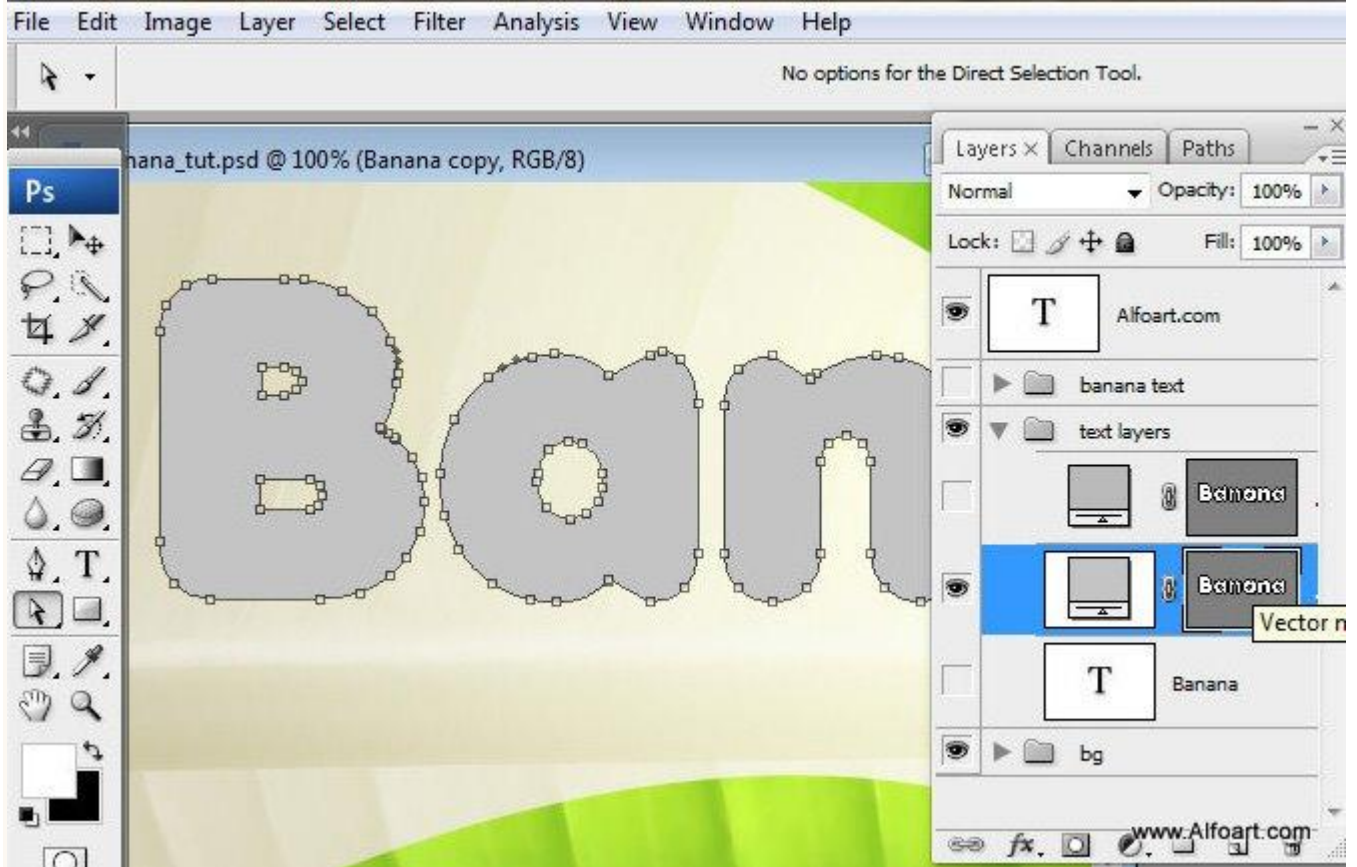 File Edit Image Layer Select Filter Analysis View Window Help
No options for the Direct Selection Tool.
nana_tut.psd @ 100% (Banana copy, RGB/8)
Ps
Layers × Channels Paths
Normal Opacity: 100%
Lock: Fill: 100%
T Alfoart.com
banana text
text layers
Banana
Banana
Vector m
T Banana
bg
Ban
T
fx.
www.Alfoart.com